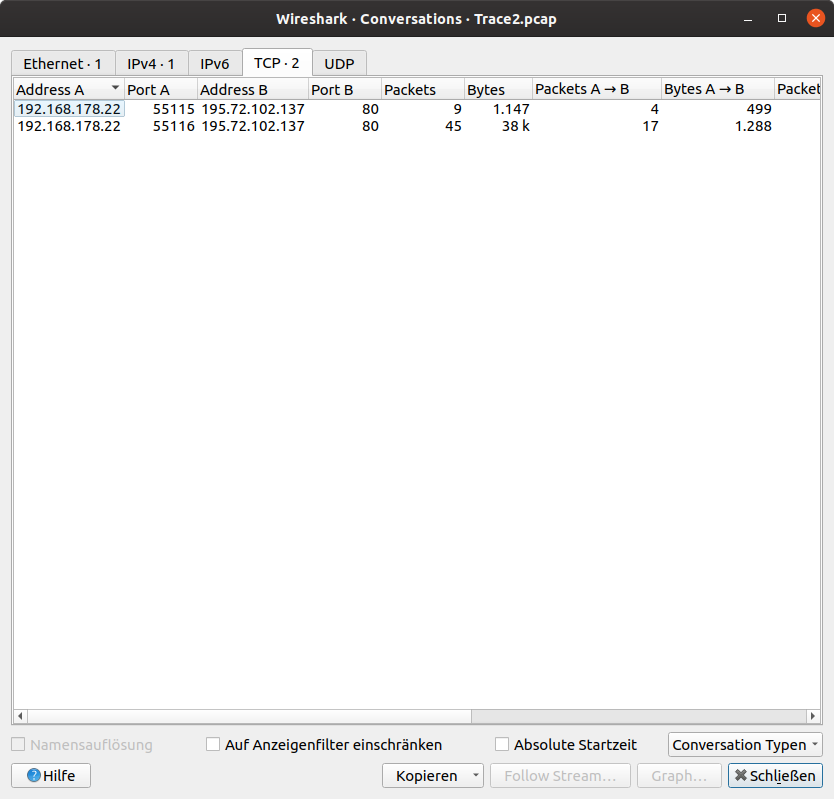 Wireshark · Conversations · Trace2.pcap
Ethernet · 1 IPv4 · 1 IPv6 TCP · 2 UDP
Address A Port A Address B Port B Packets Bytes Packets A → B Bytes A → B Packet
192.168.178.22 55115 195.72.102.137 80 9 1.147 4 499
192.168.178.22 55116 195.72.102.137 80 45 38 k 17 1.288
Namensauflösung Auf Anzeigenfilter einschränken Absolute Startzeit Conversation Typen
Hilfe Kopieren Follow Stream… Graph… Schließen